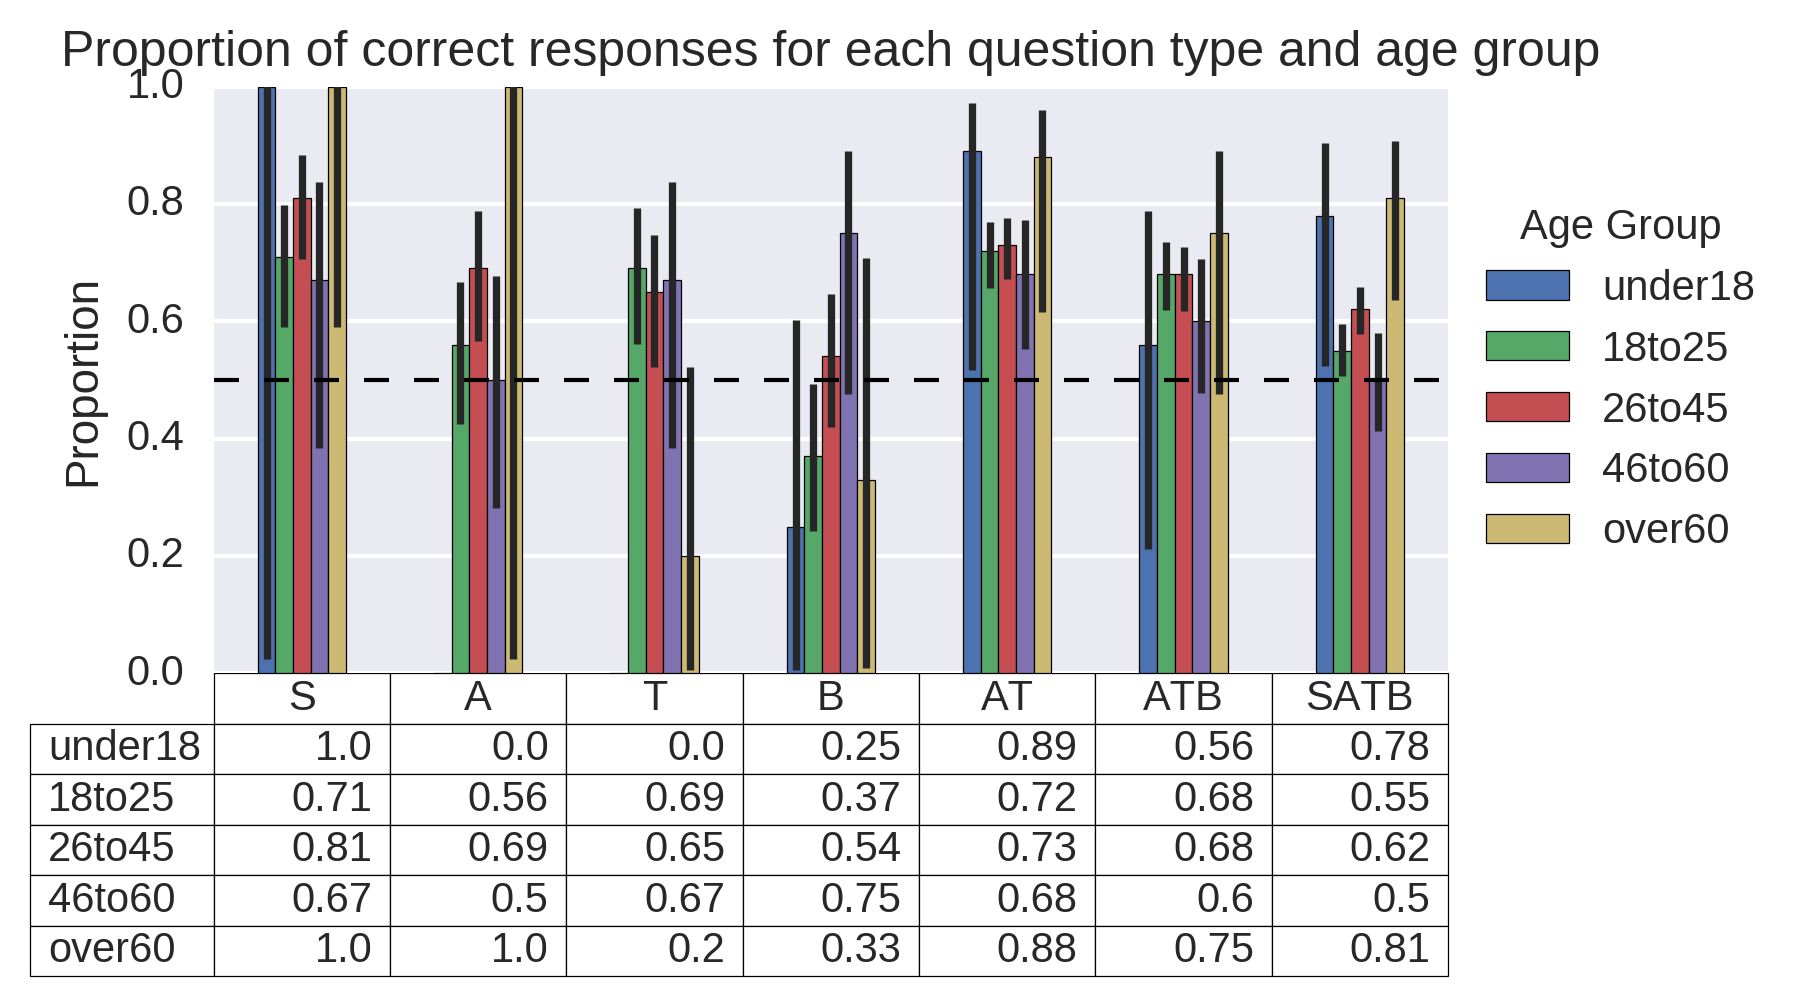 Proportion of correct responses for each question type and age group
1.0
0.8
0.6
0.4
0.2
0.0
Proportion
Age Group
under18
18to25
26to45
46to60
over60
S A T B AT ATB SATB
under18 1.0 0.0 0.0 0.25 0.89 0.56 0.78
18to25 0.71 0.56 0.69 0.37 0.72 0.68 0.55
26to45 0.81 0.69 0.65 0.54 0.73 0.68 0.62
46to60 0.67 0.5 0.67 0.75 0.68 0.6 0.5
over60 1.0 1.0 0.2 0.33 0.88 0.75 0.81